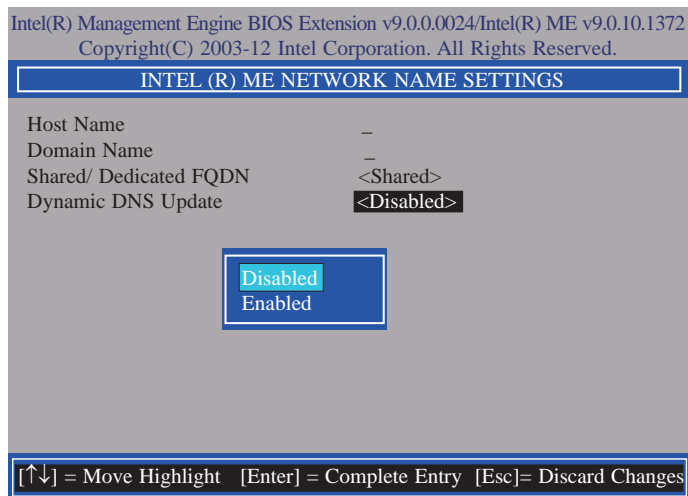 Intel(R) Management Engine BIOS Extension v9.0.0.0024/Intel(R) ME v9.0.10.1372
Copyright(C) 2003-12 Intel Corporation. All Rights Reserved.
INTEL (R) ME NETWORK NAME SETTINGS
Host Name _
Domain Name _
Shared/ Dedicated FQDN <Shared>
Dynamic DNS Update <Disabled>
Disabled
Enabled
[↑↓] = Move Highlight [Enter] = Complete Entry [Esc]= Discard Changes